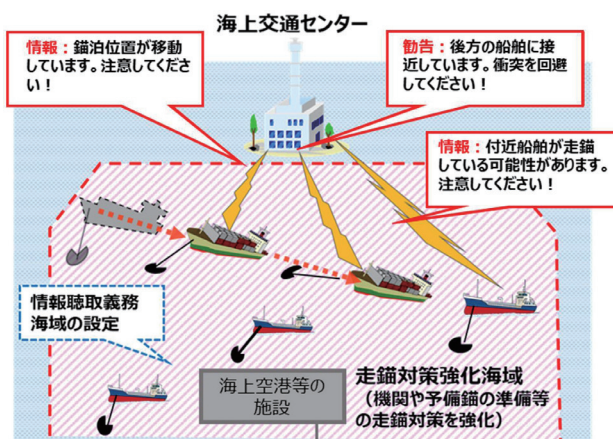 海上交通センター
情報：錨泊位置が移動
しています。注意してくださ
い！
勧告：後方の船舶に接
近しています。衝突を回避
してください！
情報：付近船舶が走錨
している可能性があります。
注意してください！
情報聴取義務
海域の設定
海上空港等の
施設
走錨対策強化海域
（機関や予備錨の準備等
の走錨対策を強化）